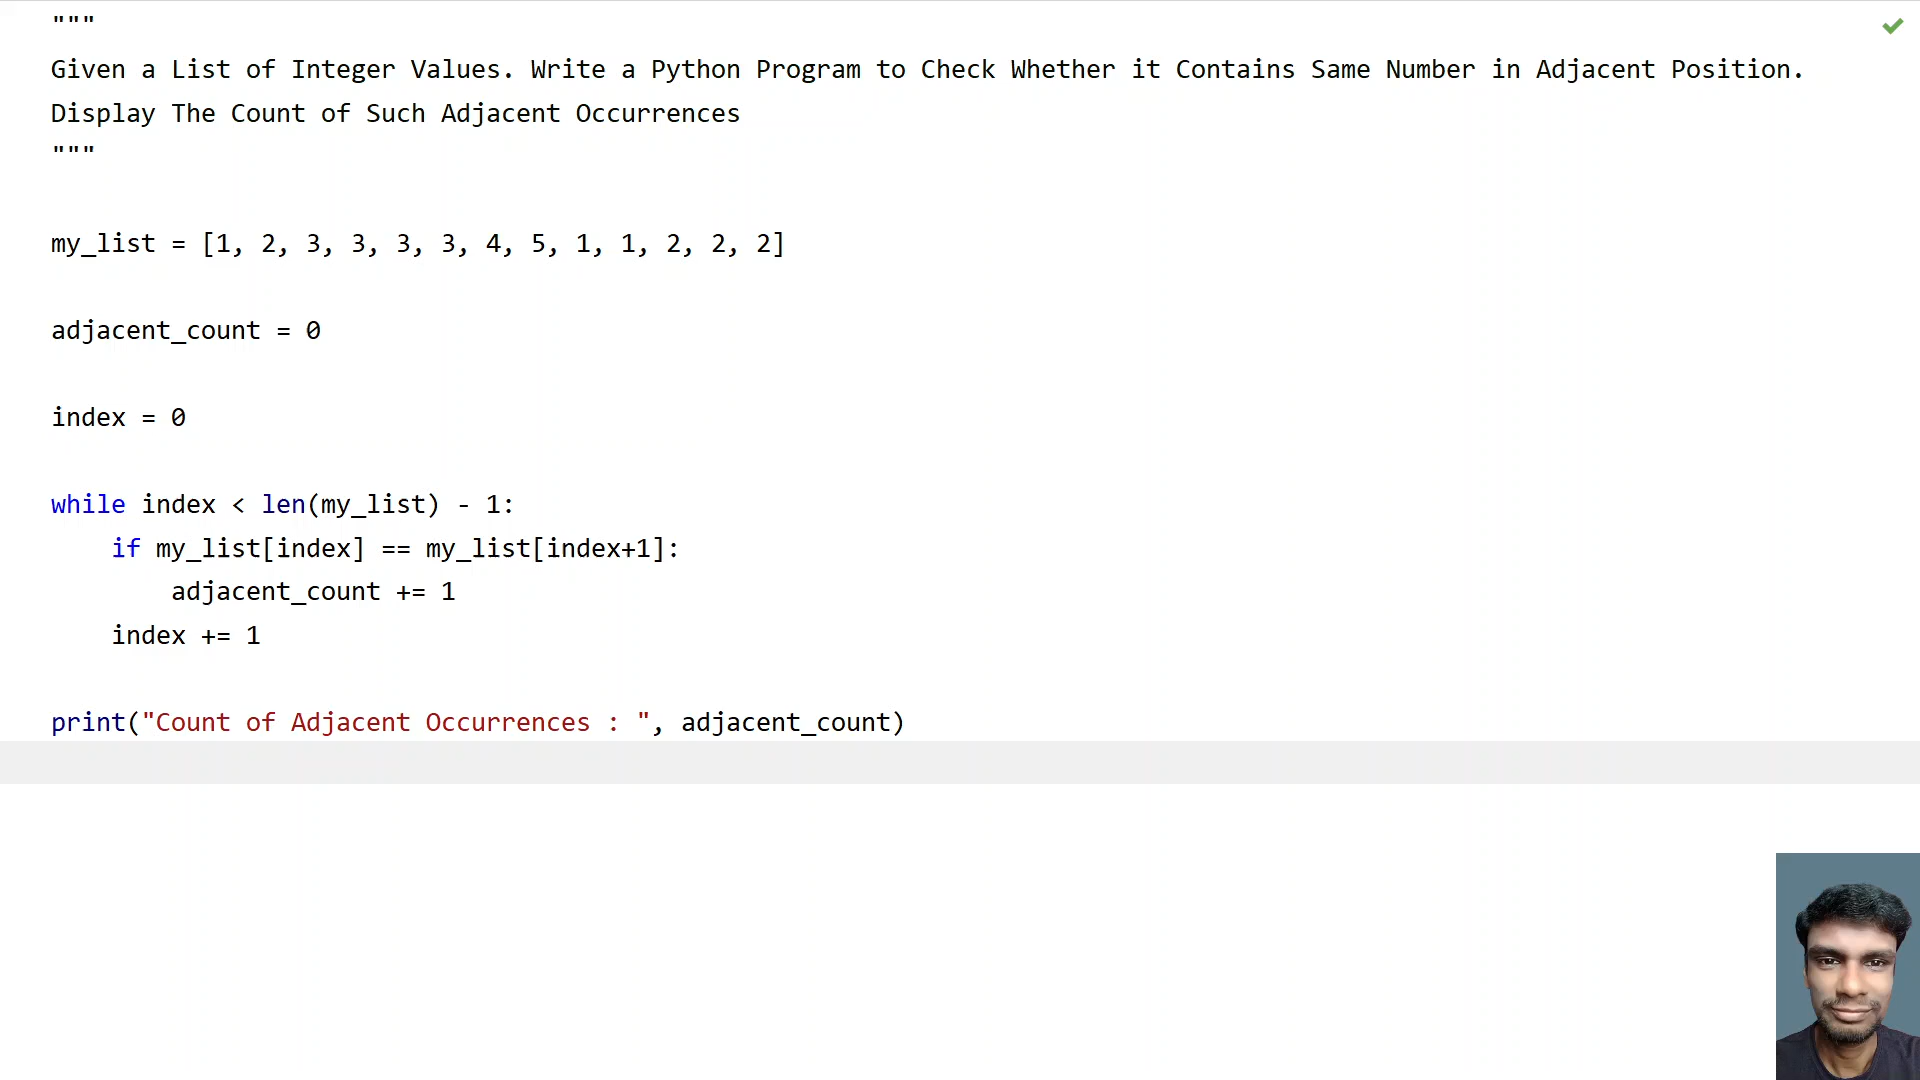 """
Given a List of Integer Values. Write a Python Program to Check Whether it Contains Same Number in Adjacent Position.
Display The Count of Such Adjacent Occurrences
"""
my_list = [1, 2, 3, 3, 3, 3, 4, 5, 1, 1, 2, 2, 2]
adjacent_count = 0
index = 0
while index < len(my_list) - 1:
    if my_list[index] == my_list[index+1]:
        adjacent_count += 1
    index += 1
print("Count of Adjacent Occurrences : ", adjacent_count)